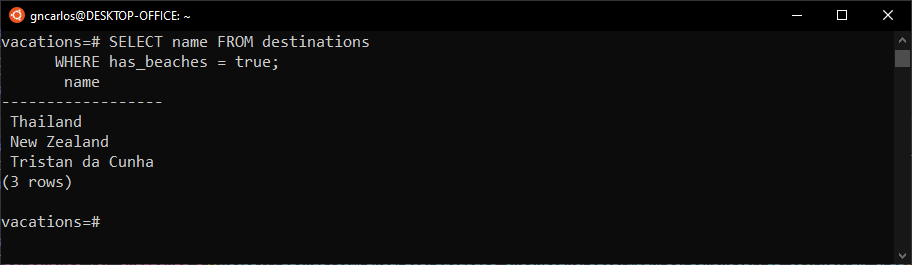 gncarlos@DESKTOP-OFFICE: ~
vacations=# SELECT name FROM destinations
      WHERE has_beaches = true;
       name
------------------
 Thailand
 New Zealand
 Tristan da Cunha
(3 rows)

vacations=#